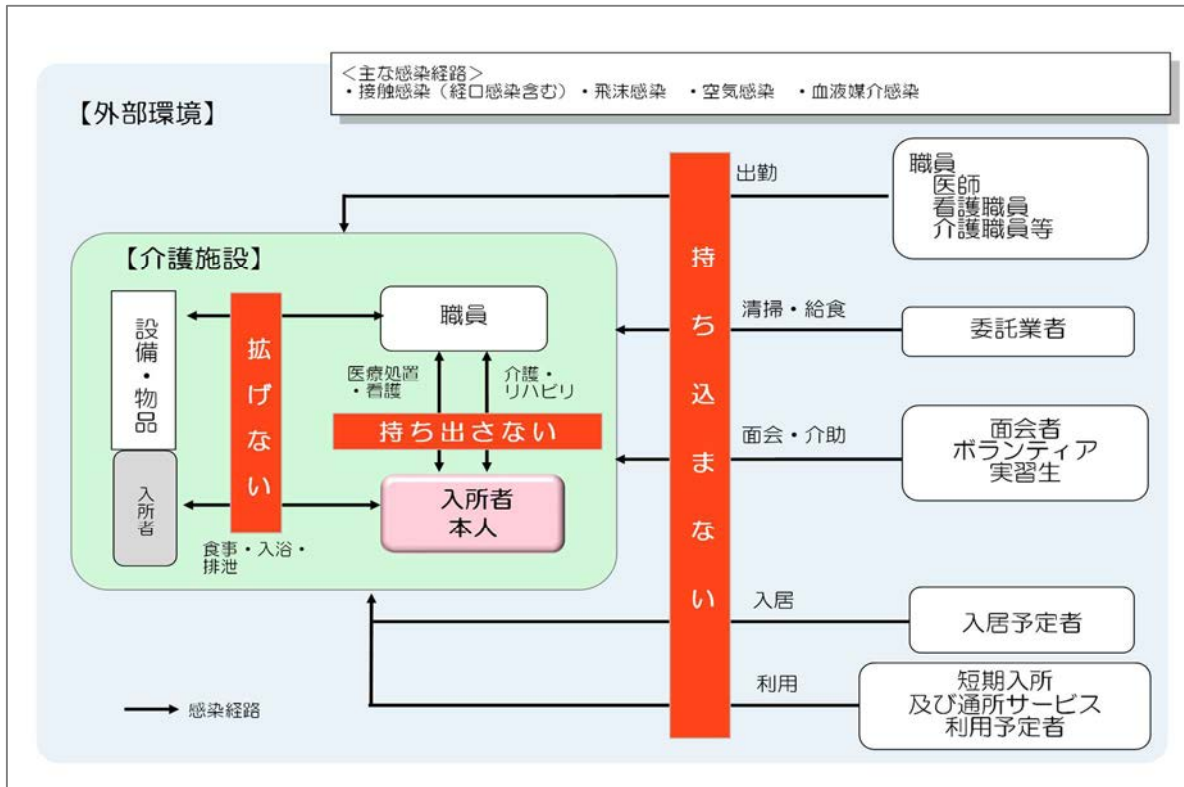 <主な感染経路>
・接触感染（経口感染含む）・飛沫感染　・空気感染　・血液媒介感染
【外部環境】
出勤
職員
医師
看護職員
介護職員等
持ち込まない
【介護施設】
設備・物品
拡げない
職員
清掃・給食
委託業者
医療処置
・看護
介護・
リハビリ
持ち出さない
面会・介助
面会者
ボランティア
実習生
入所者
入所者
本人
食事・入浴・
排泄
入居
入居予定者
利用
短期入所
及び通所サービス
利用予定者
感染経路